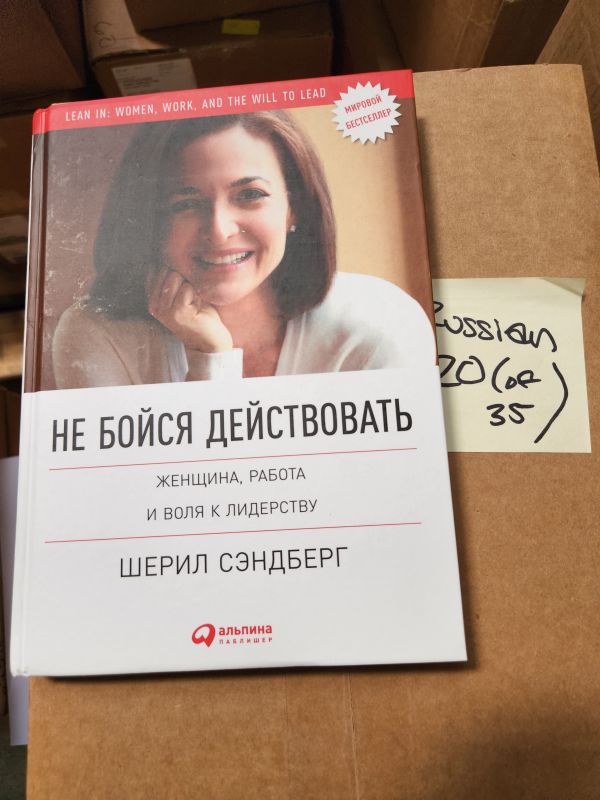 LEAN IN: WOMEN, WORK, AND THE WILL TO LEAD
МИРОВОЙ
БЕСТСЕЛЛЕР
НЕ БОЙСЯ ДЕЙСТВОВАТЬ
ЖЕНЩИНА, РАБОТА
И ВОЛЯ К ЛИДЕРСТВУ
ШЕРИЛ СЭНДБЕРГ
альпина
ПАБЛИШЕР
Russian
20 (of
35)